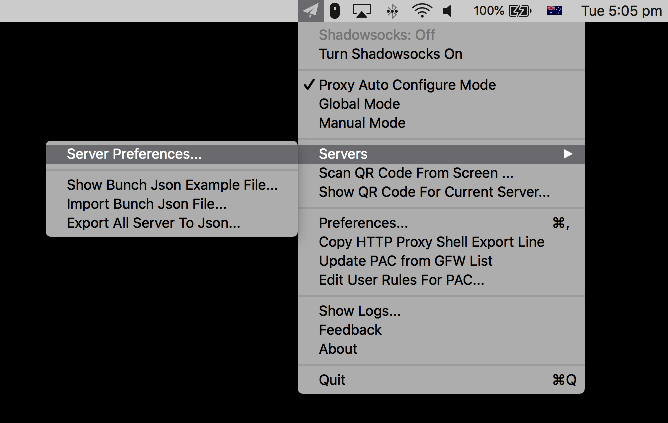 100% Tue 5:05 pm
Shadowsocks: Off
Turn Shadowsocks On
✓ Proxy Auto Configure Mode
Global Mode
Manual Mode
Servers ▶
Server Preferences...
Show Bunch Json Example File...
Import Bunch Json File...
Export All Server To Json...
Scan QR Code From Screen ...
Show QR Code For Current Server...
Preferences... ⌘,
Copy HTTP Proxy Shell Export Line
Update PAC from GFW List
Edit User Rules For PAC...
Show Logs...
Feedback
About
Quit ⌘Q